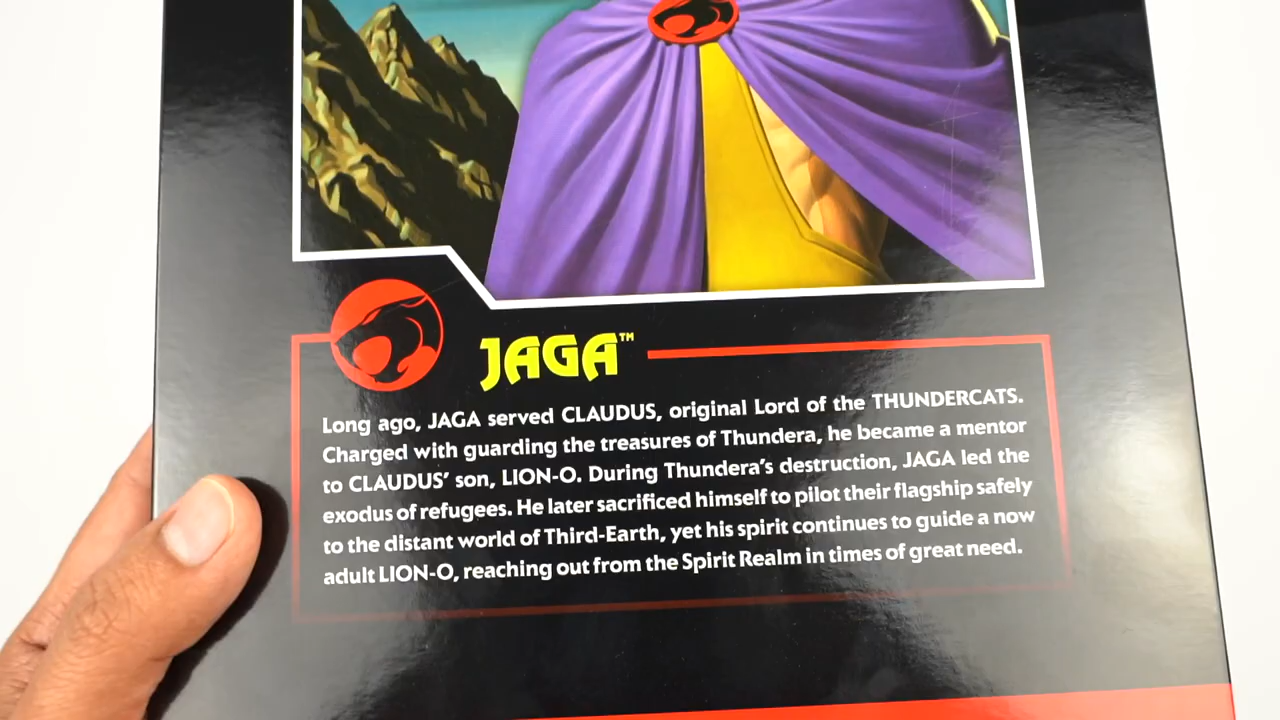 JAGA™
Long ago, JAGA served CLAUDUS, original Lord of the THUNDERCATS.
Charged with guarding the treasures of Thundera, he became a mentor
to CLAUDUS’ son, LION-O. During Thundera’s destruction, JAGA led the
exodus of refugees. He later sacrificed himself to pilot their flagship safely
to the distant world of Third-Earth, yet his spirit continues to guide a now
adult LION-O, reaching out from the Spirit Realm in times of great need.